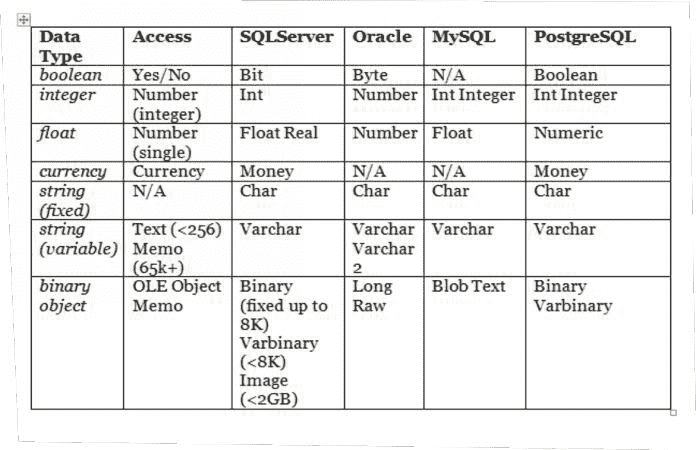 Data Type Access SQLServer Oracle MySQL PostgreSQL
boolean Yes/No Bit Byte N/A Boolean
integer Number (integer) Int Number Int Integer Int Integer
float Number (single) Float Real Number Float Numeric
currency Currency Money N/A N/A Money
string (fixed) N/A Char Char Char Char
string (variable) Text (<256) Memo (65k+) Varchar Varchar Varchar 2 Varchar Varchar
binary object OLE Object Memo Binary (fixed up to 8K) Varbinary (<8K) Image (<2GB) Long Raw Blob Text Binary Varbinary